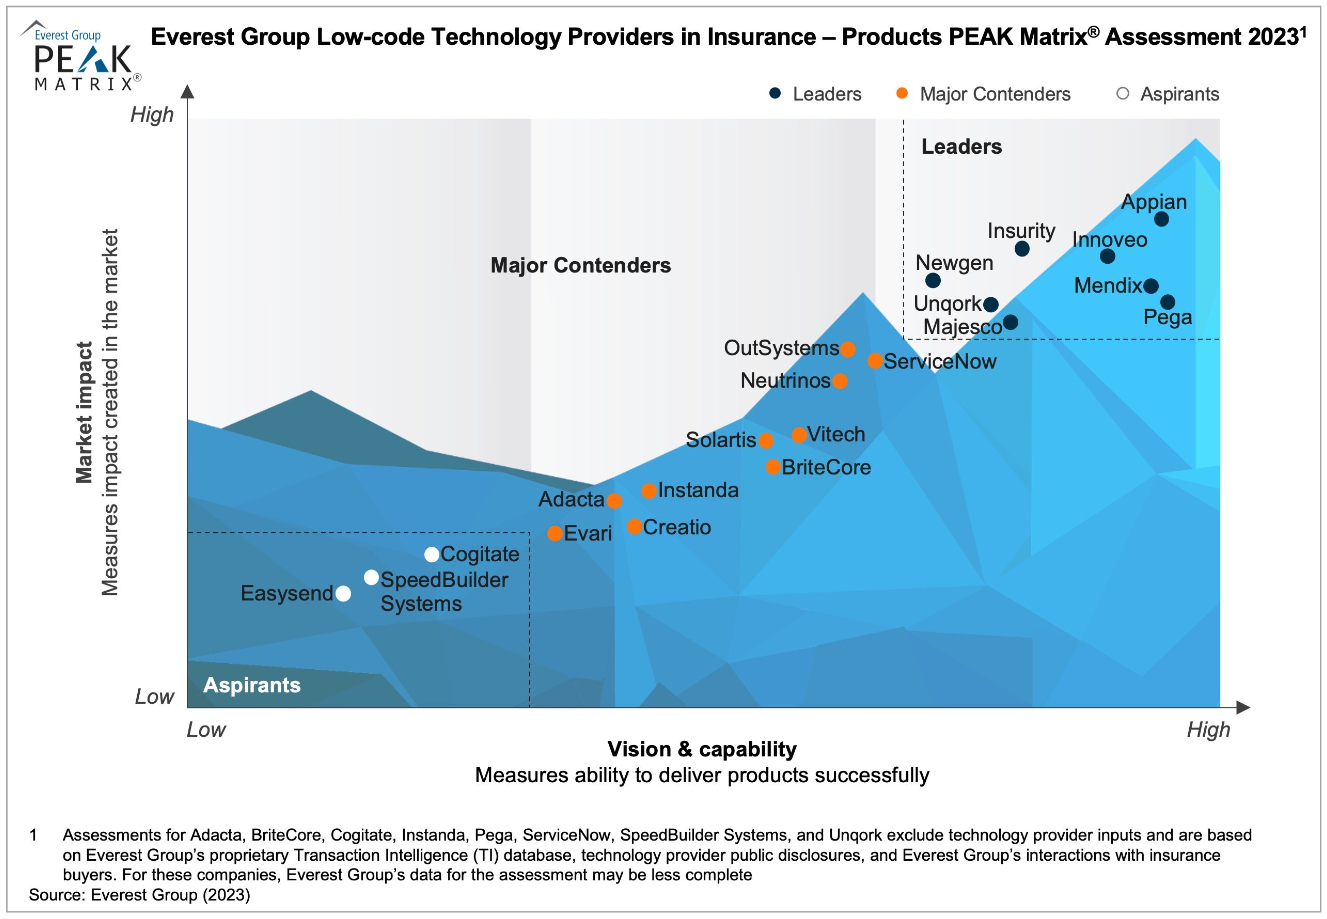 Everest Group
PEAK
MATRIX®
Everest Group Low-code Technology Providers in Insurance – Products PEAK Matrix® Assessment 2023¹
Leaders
Major Contenders
Aspirants
High
Leaders
Appian
Insurity
Innoveo
Newgen
Major Contenders
Mendix
Unqork
Pega
Majesco
OutSystems
ServiceNow
Neutrinos
Solartis
Vitech
BriteCore
Instanda
Adacta
Creatio
Evari
Cogitate
SpeedBuilder
Systems
Easysend
Aspirants
Market impact
Measures impact created in the market
Low
Low
High
Vision & capability
Measures ability to deliver products successfully
1 Assessments for Adacta, BriteCore, Cogitate, Instanda, Pega, ServiceNow, SpeedBuilder Systems, and Unqork exclude technology provider inputs and are based
on Everest Group’s proprietary Transaction Intelligence (TI) database, technology provider public disclosures, and Everest Group’s interactions with insurance
buyers. For these companies, Everest Group’s data for the assessment may be less complete
Source: Everest Group (2023)